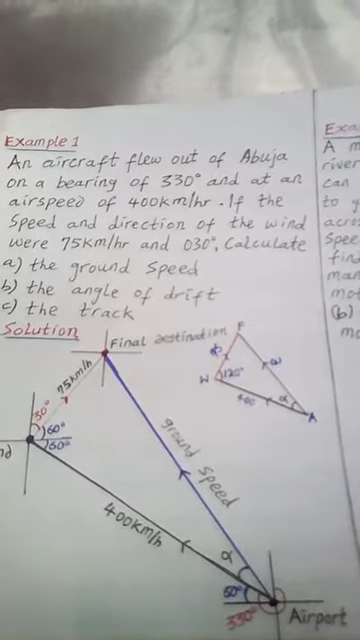 Example 1
An aircraft flew out of Abuja
on a bearing of 330° and at an
airspeed of 400km/hr. If the
Speed and direction of the wind
were 75km/hr and 030°, Calculate
a) the ground Speed
b) the angle of drift
c) the track
Solution
Final destination
F
75km/h
W
120°
400
α
A
30°
60°
60°
nd
ground speed
400km/h
α
60°
330°
Airport
Exa
A m
river
can
to y
acro
Spee
find
man
mot
(b)
mo